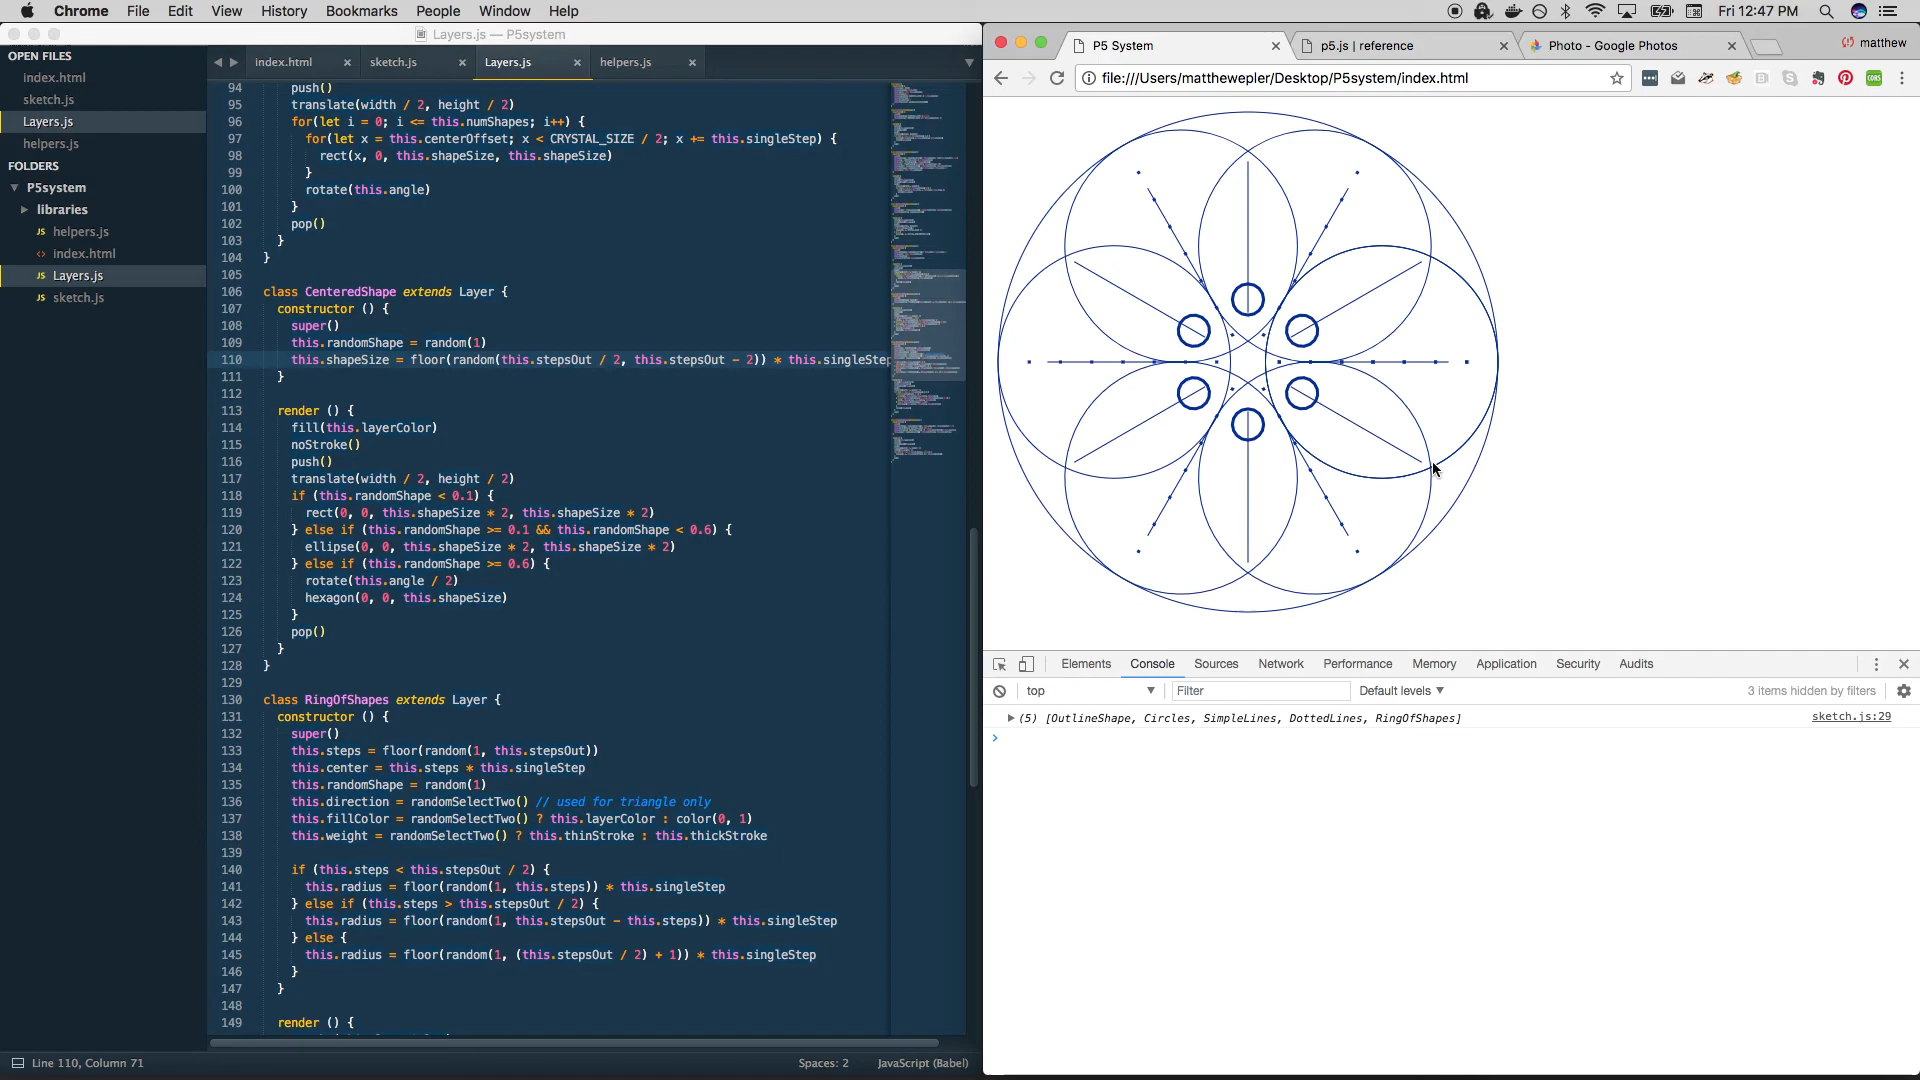 Chrome File Edit View History Bookmarks People Window Help
Fri 12:47 PM
Layers.js — P5system
OPEN FILES
index.html
sketch.js
Layers.js
helpers.js
FOLDERS
P5system
libraries
JS helpers.js
<> index.html
JS Layers.js
JS sketch.js
index.html × sketch.js × Layers.js × helpers.js ×
94 push()
95 translate(width / 2, height / 2)
96 for(let i = 0; i <= this.numShapes; i++) {
97 for(let x = this.centerOffset; x < CRYSTAL_SIZE / 2; x += this.singleStep) {
98 rect(x, 0, this.shapeSize, this.shapeSize)
99 }
100 rotate(this.angle)
101 }
102 pop()
103 }
104 }
105
106 class CenteredShape extends Layer {
107 constructor () {
108 super()
109 this.randomShape = random(1)
110 this.shapeSize = floor(random(this.stepsOut / 2, this.stepsOut - 2)) * this.singleStep
111 }
112
113 render () {
114 fill(this.layerColor)
115 noStroke()
116 push()
117 translate(width / 2, height / 2)
118 if (this.randomShape < 0.1) {
119 rect(0, 0, this.shapeSize * 2, this.shapeSize * 2)
120 } else if (this.randomShape >= 0.1 && this.randomShape < 0.6) {
121 ellipse(0, 0, this.shapeSize * 2, this.shapeSize * 2)
122 } else if (this.randomShape >= 0.6) {
123 rotate(this.angle / 2)
124 hexagon(0, 0, this.shapeSize)
125 }
126 pop()
127 }
128 }
129
130 class RingOfShapes extends Layer {
131 constructor () {
132 super()
133 this.steps = floor(random(1, this.stepsOut))
134 this.center = this.steps * this.singleStep
135 this.randomShape = random(1)
136 this.direction = randomSelectTwo() // used for triangle only
137 this.fillColor = randomSelectTwo() ? this.layerColor : color(0, 1)
138 this.weight = randomSelectTwo() ? this.thinStroke : this.thickStroke
139
140 if (this.steps < this.stepsOut / 2) {
141 this.radius = floor(random(1, this.steps)) * this.singleStep
142 } else if (this.steps > this.stepsOut / 2) {
143 this.radius = floor(random(1, this.stepsOut - this.steps)) * this.singleStep
144 } else {
145 this.radius = floor(random(1, (this.stepsOut / 2) + 1)) * this.singleStep
146 }
147 }
148
149 render () {
Line 110, Column 71
Spaces: 2 JavaScript (Babel)
P5 System × p5.js | reference × Photo - Google Photos × matthew
file:///Users/matthewepler/Desktop/P5system/index.html
CORS
Elements Console Sources Network Performance Memory Application Security Audits
top Filter Default levels 3 items hidden by filters
(5) [OutlineShape, Circles, SimpleLines, DottedLines, RingOfShapes] sketch.js:29